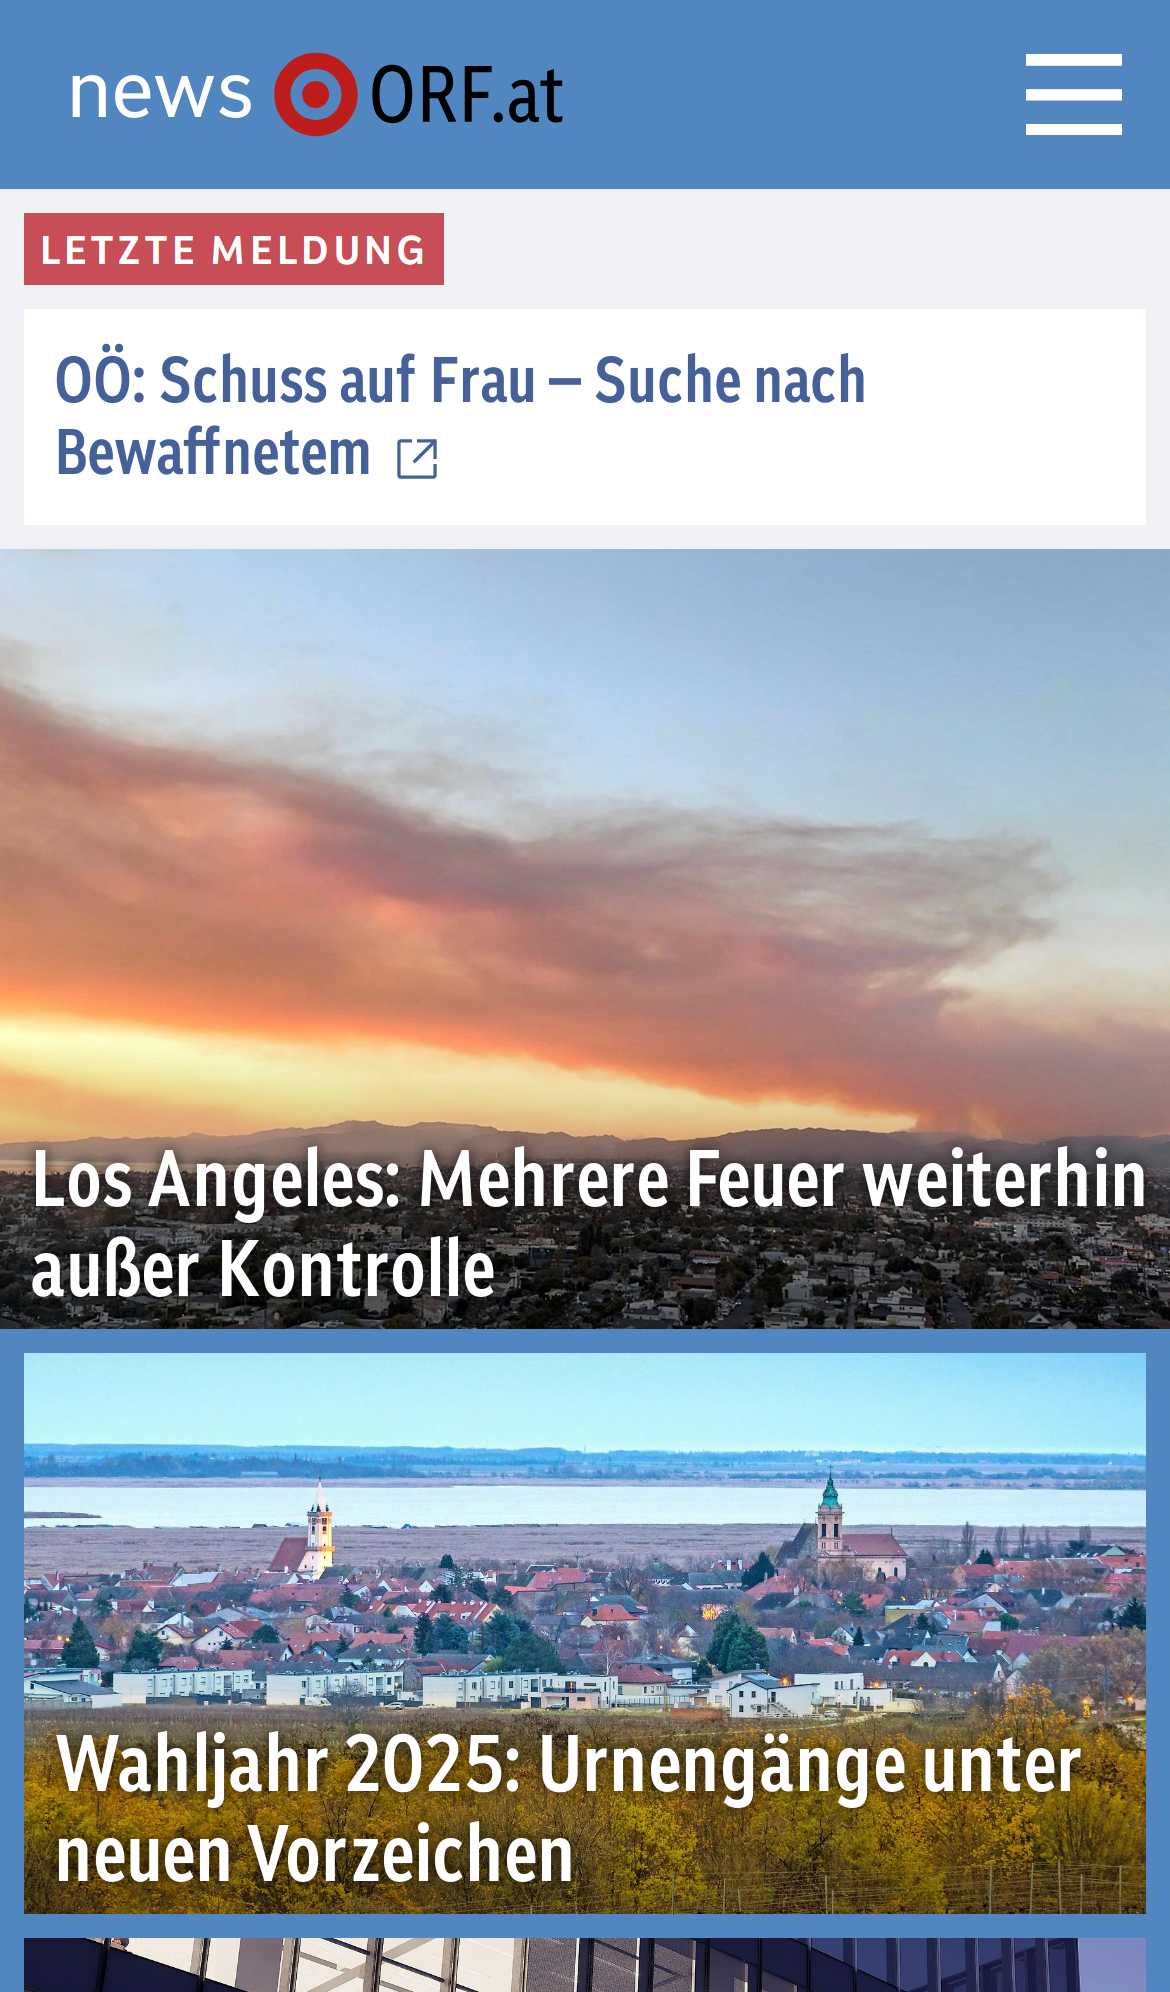 news ORF.at
LETZTE MELDUNG
OÖ: Schuss auf Frau – Suche nach
Bewaffnetem
Los Angeles: Mehrere Feuer weiterhin
außer Kontrolle
Wahljahr 2025: Urnengänge unter
neuen Vorzeichen